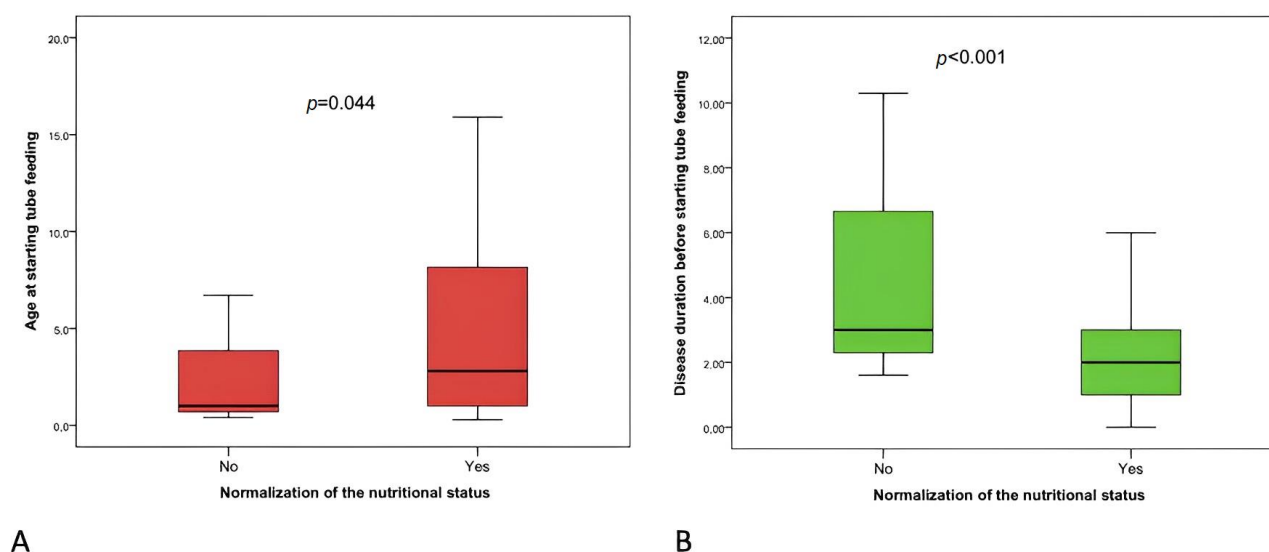 Age at starting tube feeding
20,0
15,0
10,0
5,0
0,0
p=0.044
No
Yes
Normalization of the nutritional status
A
Disease duration before starting tube feeding
12,00
10,00
8,00
6,00
4,00
2,00
0,00
p<0.001
No
Yes
Normalization of the nutritional status
B